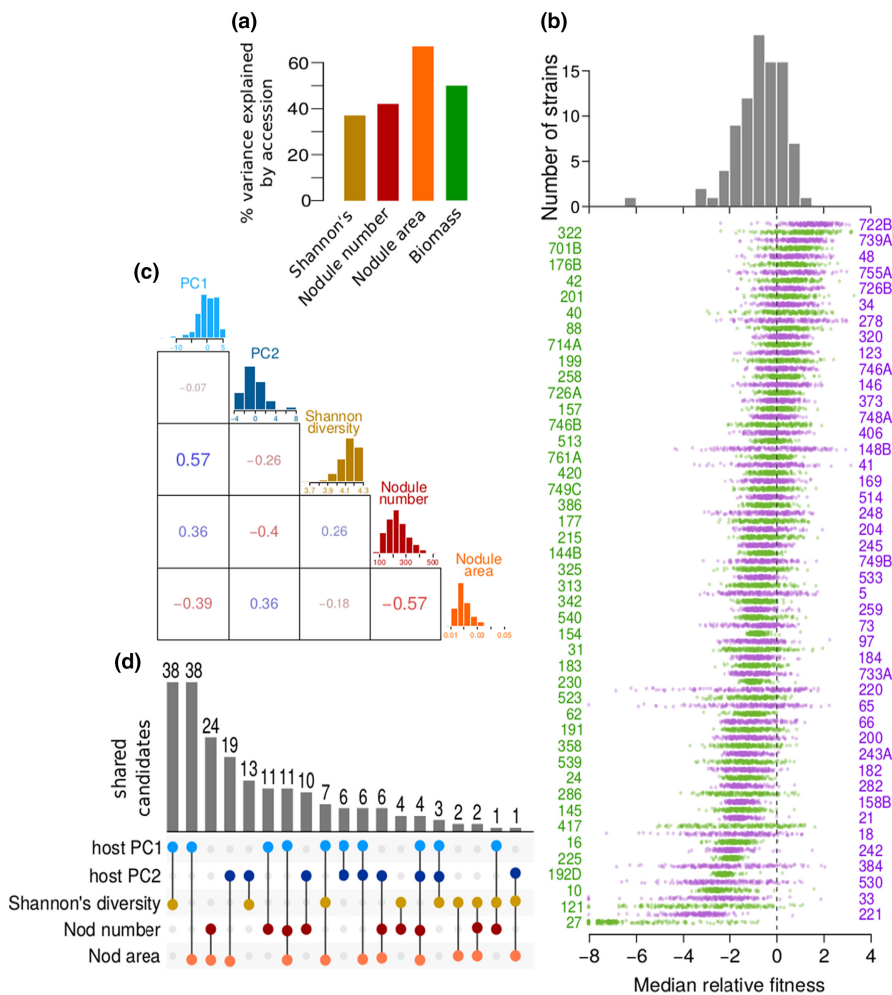 (a)
% variance explained
by accession
60
40
20
0
Shannon's
Nodule number
Nodule area
Biomass
(b)
Number of strains
15
10
5
0
322
701B
176B
42
201
40
88
714A
199
258
726A
157
746B
513
761A
420
749C
386
177
215
144B
325
313
342
540
154
31
183
230
523
62
191
358
539
24
286
145
417
16
225
192D
10
121
27
722B
739A
48
755A
726B
34
278
320
123
746A
146
373
748A
406
148B
41
169
514
248
204
245
749B
533
5
259
73
97
184
733A
220
65
66
200
243A
182
282
158B
21
18
242
384
530
33
221
−8 −6 −4 −2 0 2 4
Median relative fitness
(c)
PC1
−10 0 5
PC2
−4 0 4 8
−0.07
Shannon
diversity
3.7 3.9 4.1 4.3
0.57 −0.26
Nodule
number
100 300 500
0.36 −0.4 0.26
Nodule
area
0.01 0.03 0.05
−0.39 0.36 −0.18 −0.57
(d)
shared
candidates
38 38 24 19 13 11 11 10 7 6 6 6 4 4 3 2 2 1 1
host PC1
host PC2
Shannon's diversity
Nod number
Nod area